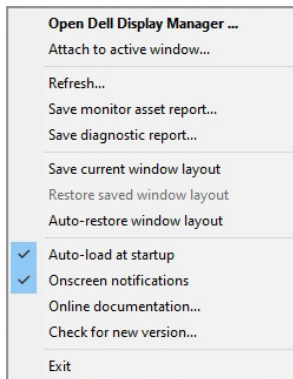 Open Dell Display Manager ...
Attach to active window...
Refresh...
Save monitor asset report...
Save diagnostic report...
Save current window layout
Restore saved window layout
Auto-restore window layout
Auto-load at startup
Onscreen notifications
Online documentation...
Check for new version...
Exit